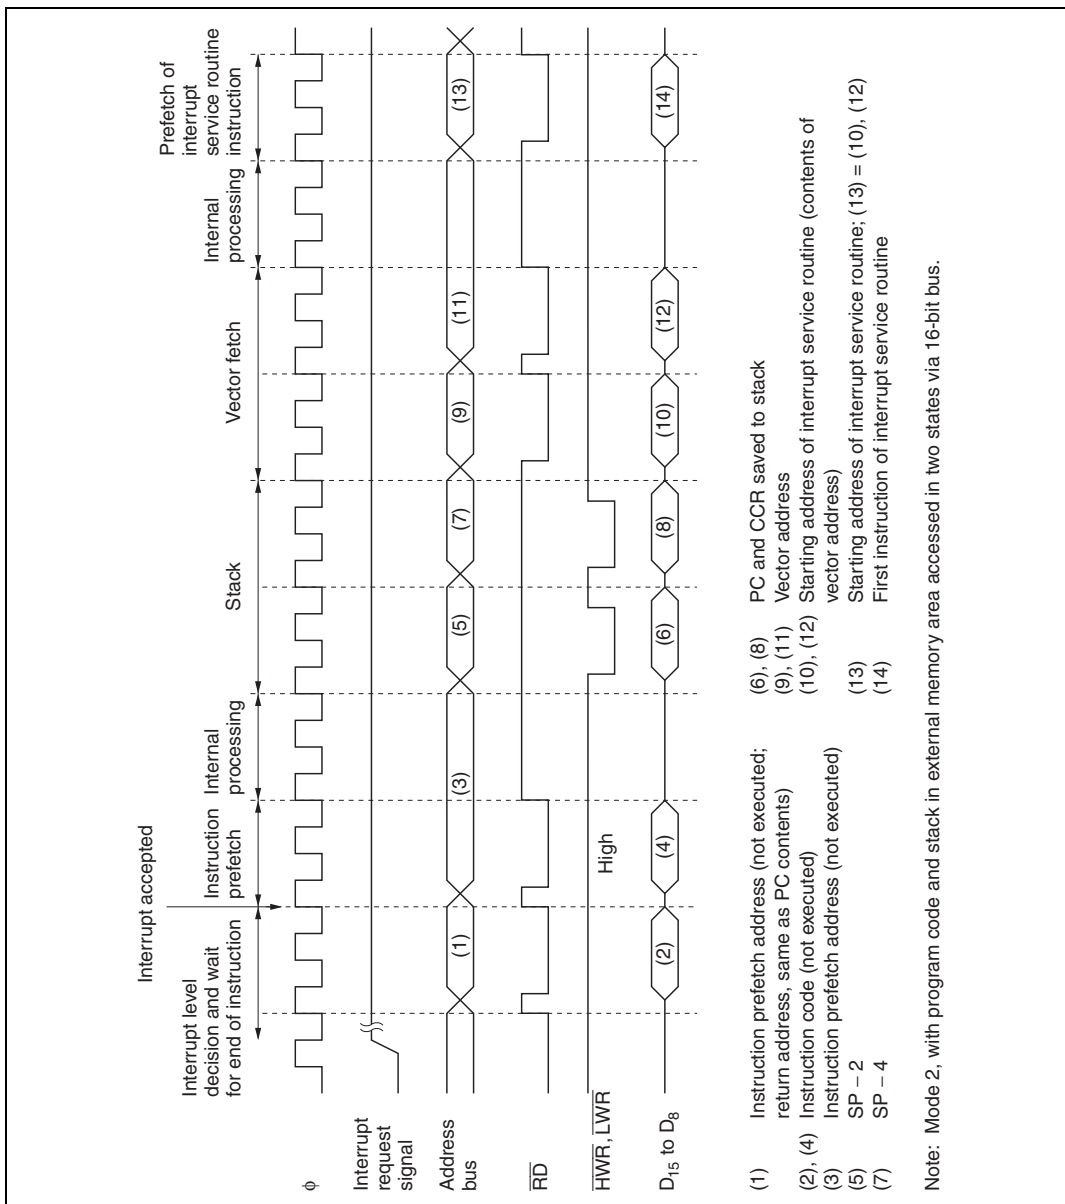 Interrupt accepted
Interrupt level
decision and wait
for end of instruction
Instruction
prefetch
Internal
processing
Stack
Vector fetch
Internal
processing
Prefetch of
interrupt
service routine
instruction
φ
Interrupt
request
signal
Address
bus
(1)
(3)
(5)
(7)
(9)
(11)
(13)
RD
HWR, LWR
High
D15 to D8
(2)
(4)
(6)
(8)
(10)
(12)
(14)
(1) Instruction prefetch address (not executed;
return address, same as PC contents)
(2), (4) Instruction code (not executed)
(3) Instruction prefetch address (not executed)
(5) SP – 2
(7) SP – 4
(6), (8) PC and CCR saved to stack
(9), (11) Vector address
(10), (12) Starting address of interrupt service routine (contents of
vector address)
(13) Starting address of interrupt service routine; (13) = (10), (12)
(14) First instruction of interrupt service routine
Note: Mode 2, with program code and stack in external memory area accessed in two states via 16-bit bus.